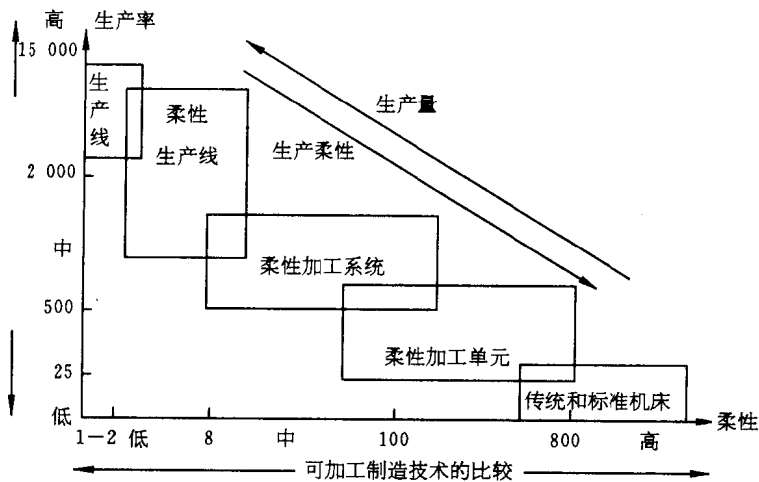 高 生产率
15 000
生产线
柔性
生产线
生产量
生产柔性
2 000
中
柔性加工系统
500
柔性加工单元
25
传统和标准机床
低
柔性
1-2 低 8 中 100 800 高
可加工制造技术的比较